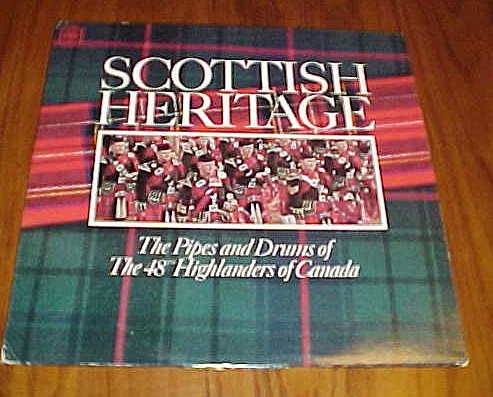 SCOTTISH
HERITAGE
The Pipes and Drums of
The 48TH Highlanders of Canada